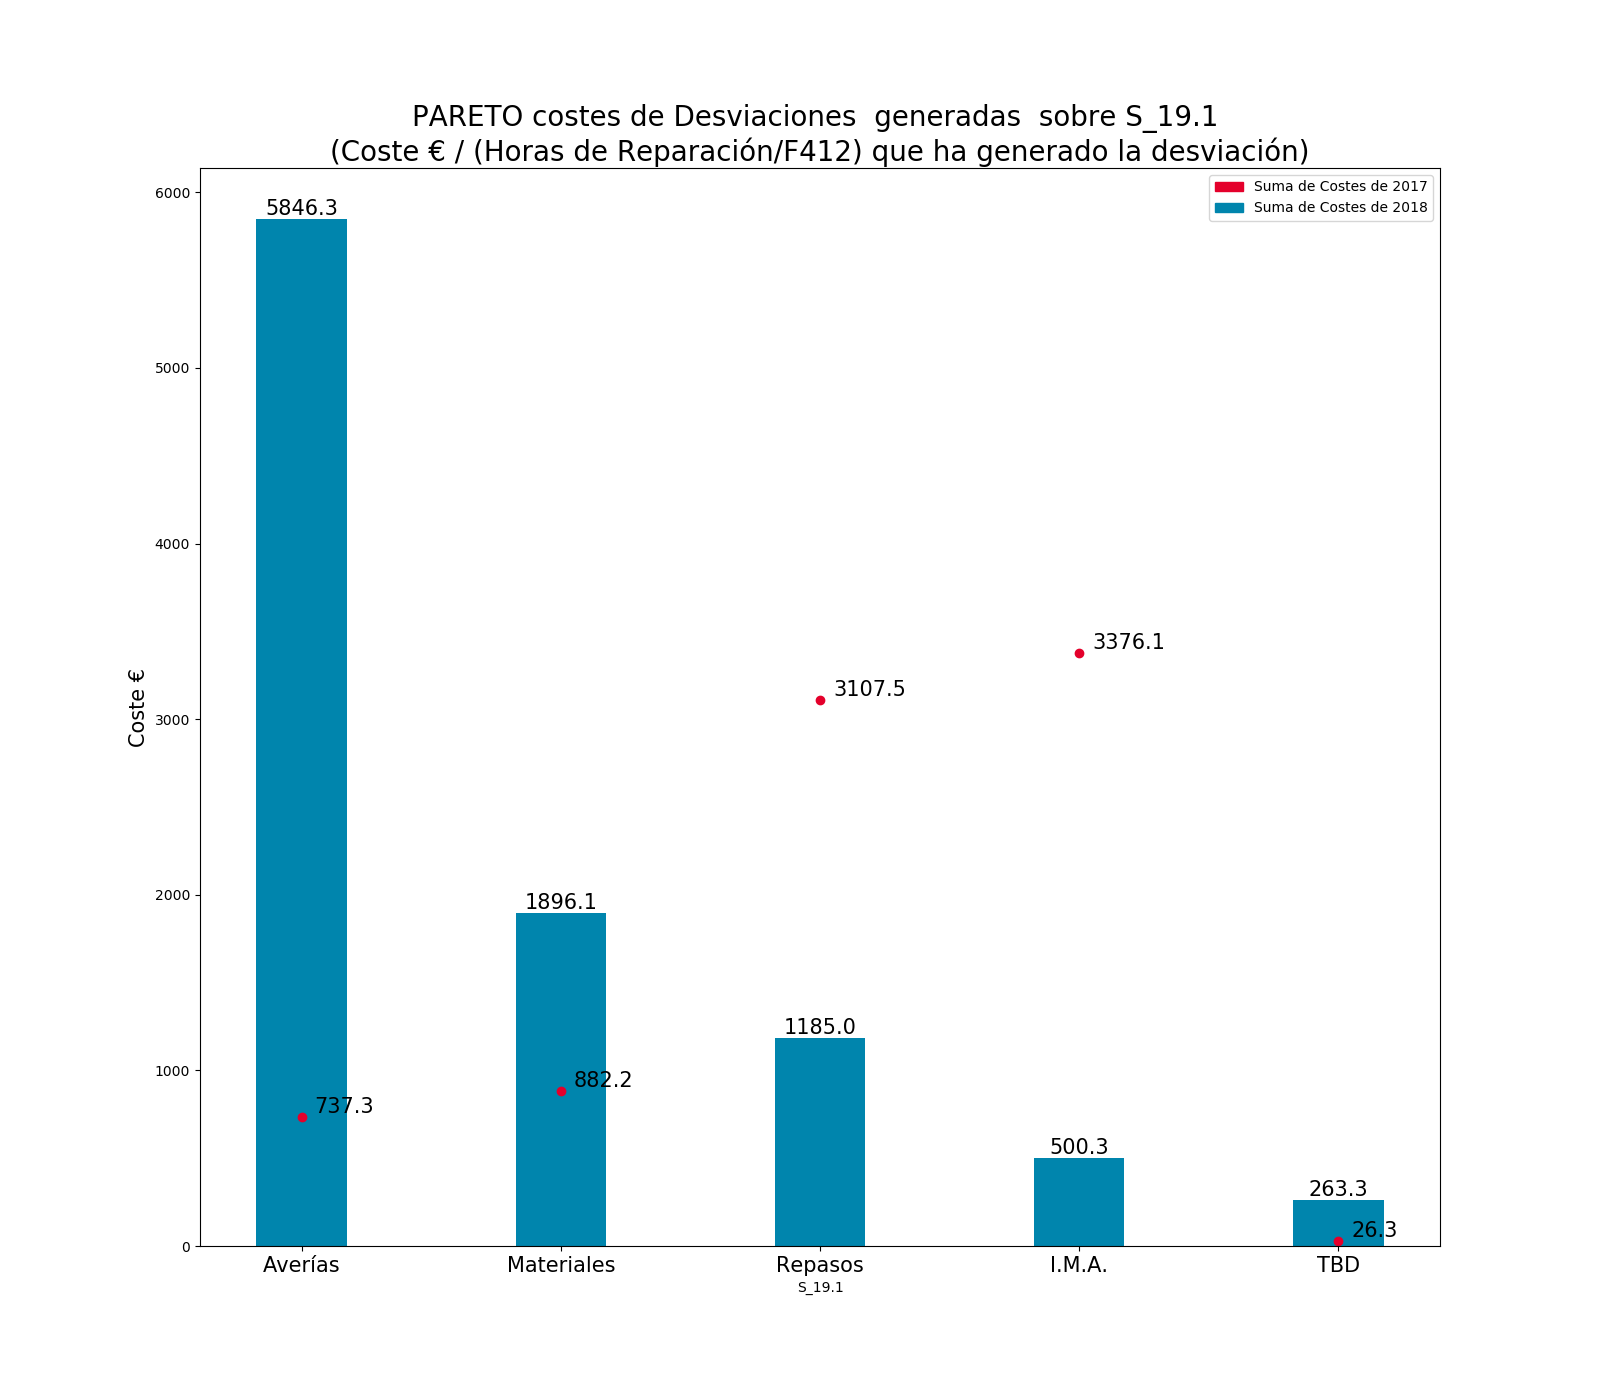 PARETO costes de Desviaciones  generadas  sobre S_19.1
(Coste € / (Horas de Reparación/F412) que ha generado la desviación)
Suma de Costes de 2017
Suma de Costes de 2018
Coste €
6000
5000
4000
3000
2000
1000
0
5846.3
737.3
1896.1
882.2
3107.5
1185.0
3376.1
500.3
263.3
26.3
Averías
Materiales
Repasos
I.M.A.
TBD
S_19.1